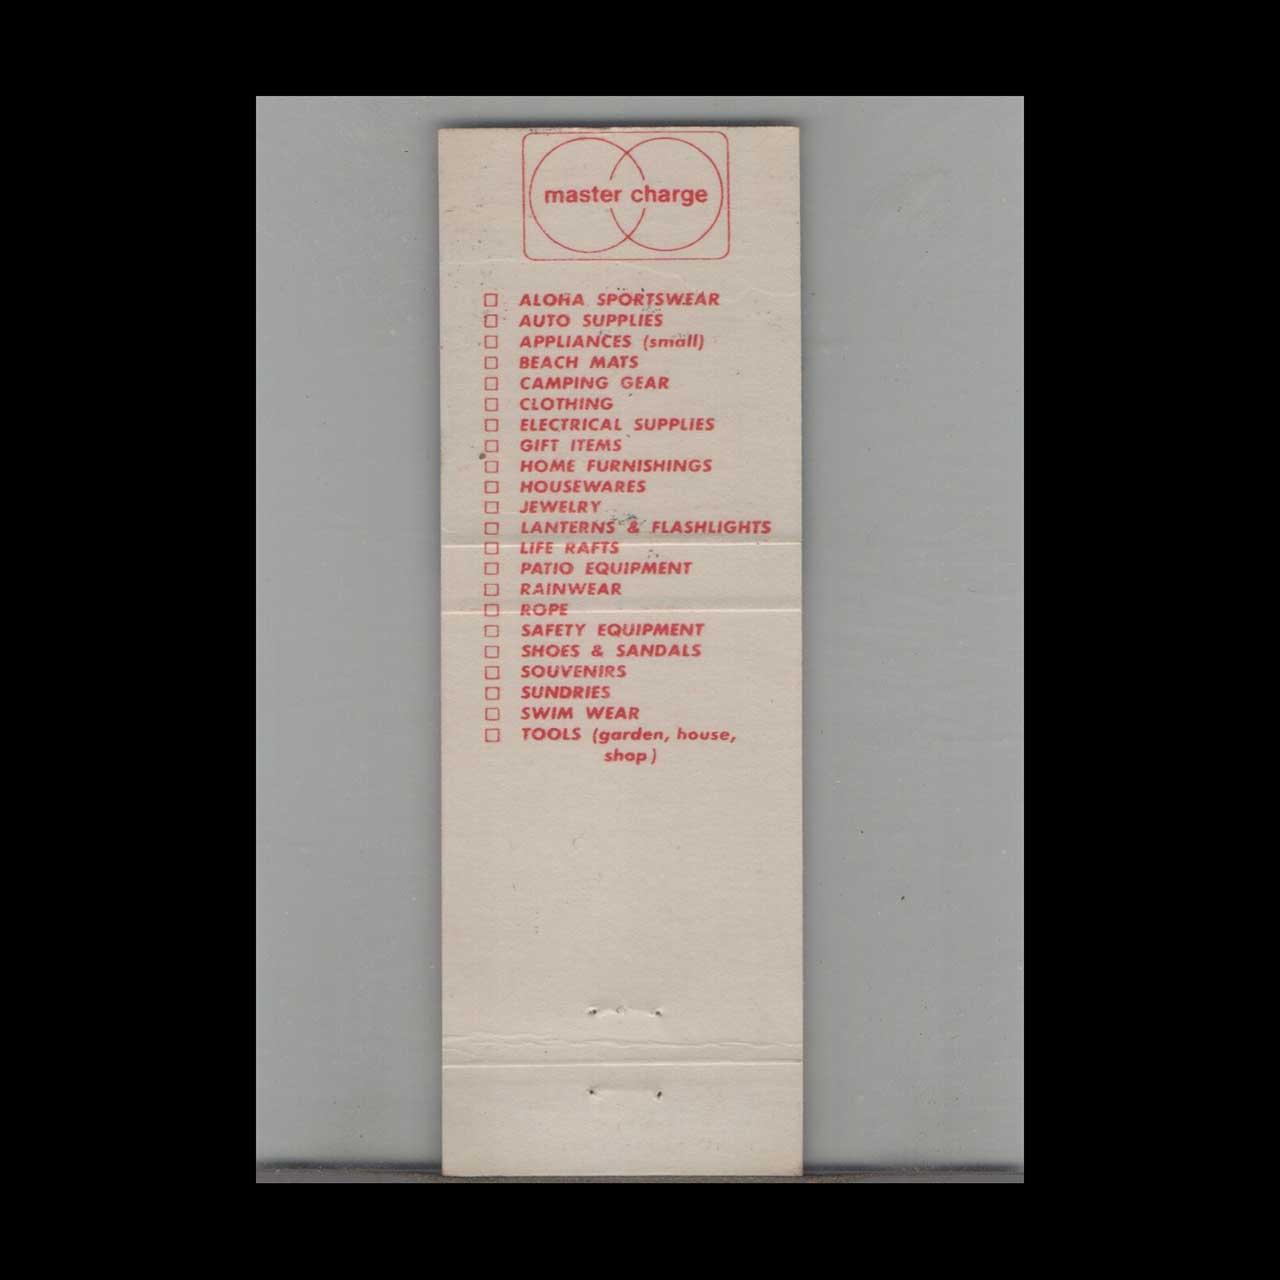 master charge
ALOHA SPORTSWEAR
AUTO SUPPLIES
APPLIANCES (small)
BEACH MATS
CAMPING GEAR
CLOTHING
ELECTRICAL SUPPLIES
GIFT ITEMS
HOME FURNISHINGS
HOUSEWARES
JEWELRY
LANTERNS & FLASHLIGHTS
LIFE RAFTS
PATIO EQUIPMENT
RAINWEAR
ROPE
SAFETY EQUIPMENT
SHOES & SANDALS
SOUVENIRS
SUNDRIES
SWIM WEAR
TOOLS (garden, house,
shop)